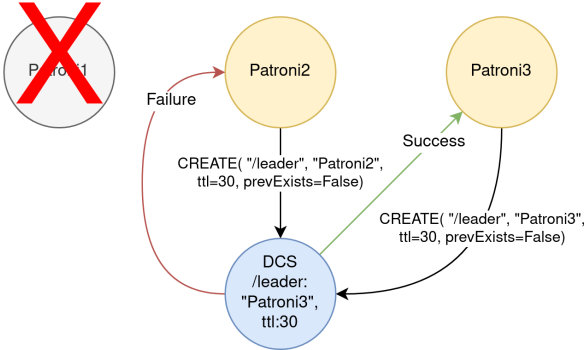 Patroni1
Patroni2
Patroni3
Failure
Success
CREATE( "/leader", "Patroni2",
ttl=30, prevExists=False)
CREATE( "/leader", "Patroni3",
ttl=30, prevExists=False)
DCS
/leader:
"Patroni3",
ttl:30